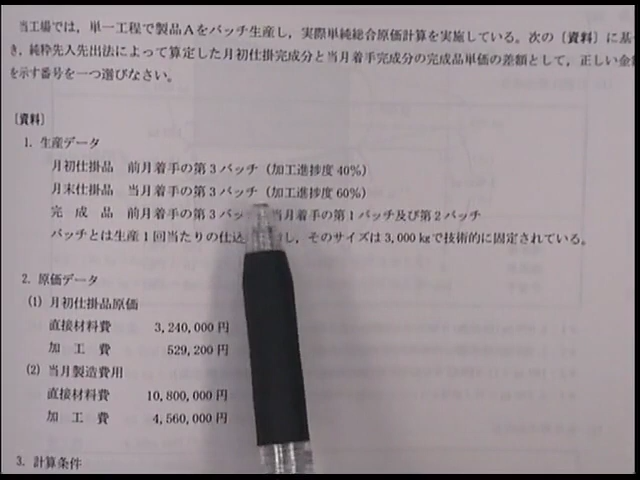 当工場では，単一工程で製品Aをバッチ生産し，実際単純総合原価計算を実施している。次の〔資料〕に基
き，純粋先入先出法によって算定した月初仕掛完成分と当月着手完成分の完成品単価の差額として，正しい金
を示す番号を一つ選びなさい。
〔資料〕
1. 生産データ
月初仕掛品 前月着手の第3バッチ（加工進捗度40%）
月末仕掛品 当月着手の第3バッチ（加工進捗度60%）
完成品 前月着手の第3バッ 当月着手の第1バッチ及び第2バッチ
バッチとは生産1回当たりの仕込 し，そのサイズは3,000㎏で技術的に固定されている。
2. 原価データ
(1) 月初仕掛品原価
直接材料費 3,240,000円
加工費 529,200円
(2) 当月製造費用
直接材料費 10,800,000円
加工費 4,560,000円
3. 計算条件